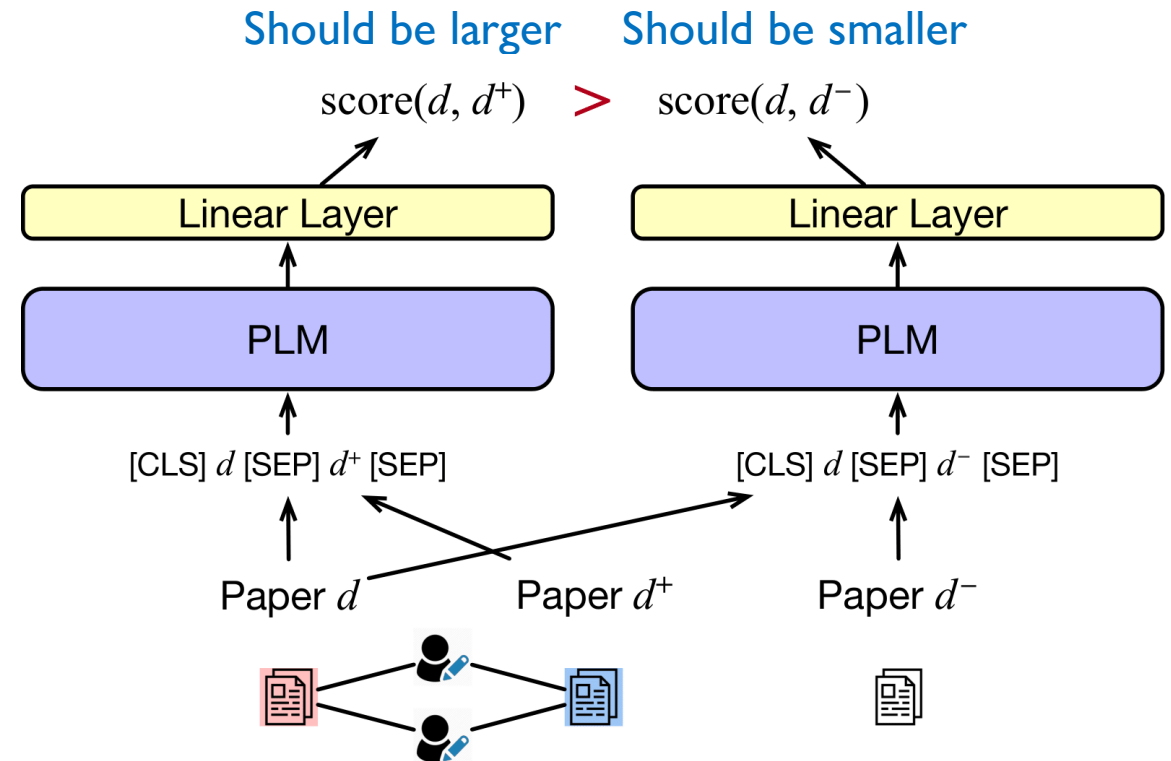 Should be larger Should be smaller
score(d, d⁺) > score(d, d⁻)
Linear Layer Linear Layer
PLM PLM
[CLS] d [SEP] d⁺ [SEP] [CLS] d [SEP] d⁻ [SEP]
Paper d Paper d⁺ Paper d⁻